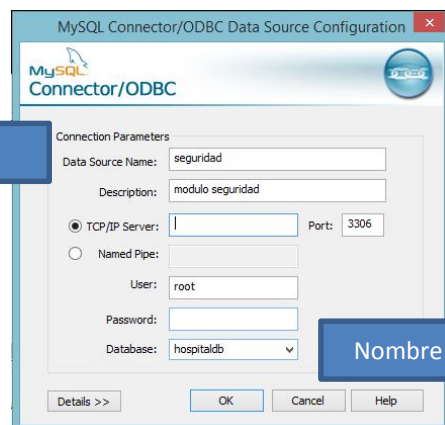 MySQL Connector/ODBC Data Source Configuration
MySQL
Connector/ODBC
Connection Parameters
Data Source Name: seguridad
Description: modulo seguridad
TCP/IP Server: Port: 3306
Named Pipe:
User: root
Password:
Database: hospitaldb
Nombre
Details >> OK Cancel Help